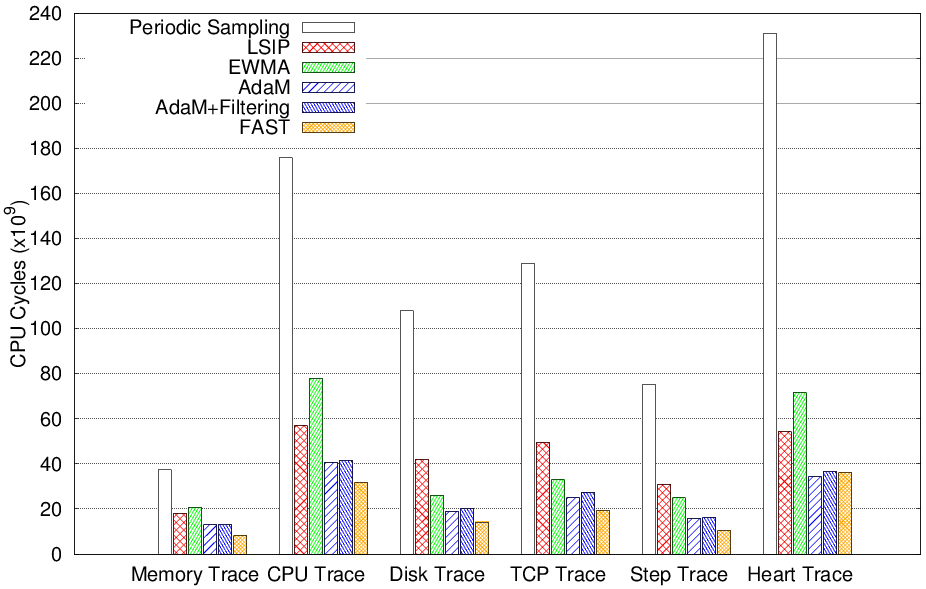 240
220
200
180
160
140
120
100
80
60
40
20
0
CPU Cycles (x10⁹)
Periodic Sampling
LSIP
EWMA
AdaM
AdaM+Filtering
FAST
Memory Trace CPU Trace Disk Trace TCP Trace Step Trace Heart Trace